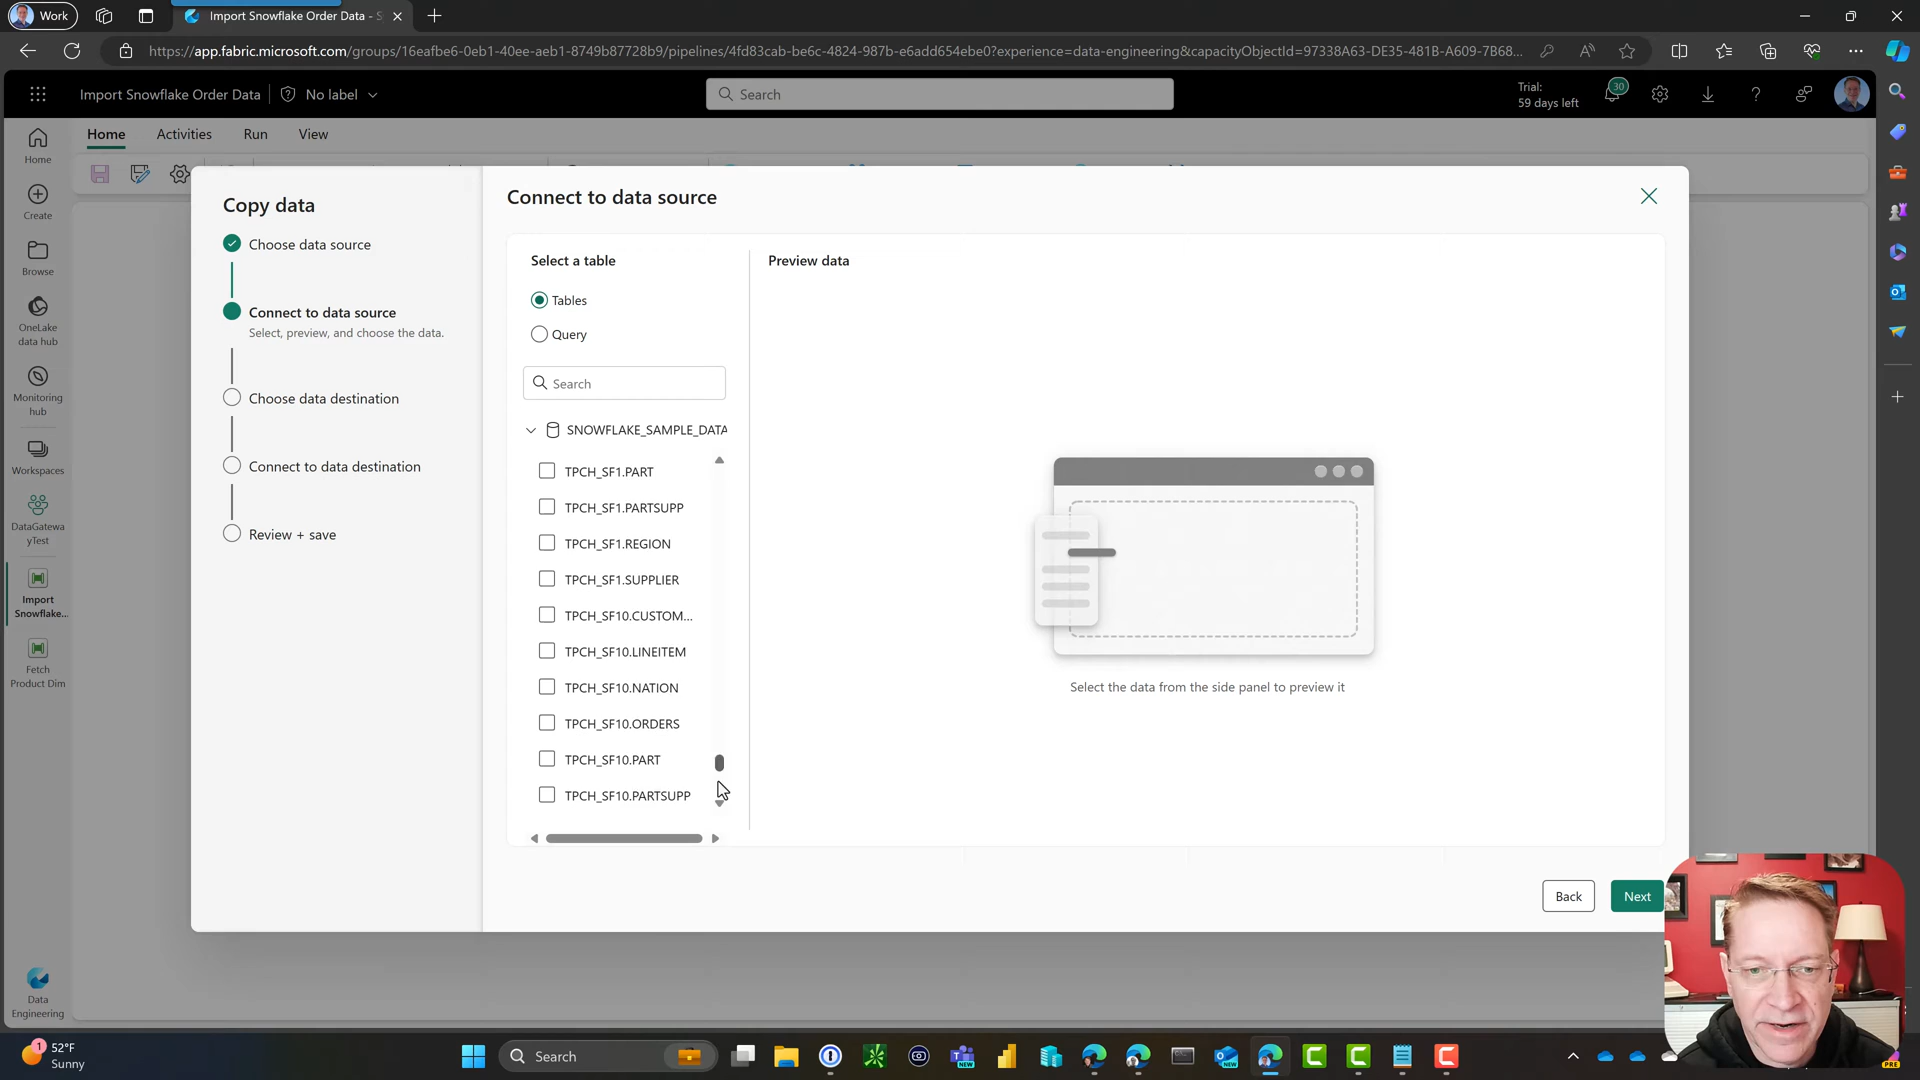 Work
Import Snowflake Order Data - S
https://app.fabric.microsoft.com/groups/16eafbe6-0eb1-40ee-aeb1-8749b87728b9/pipelines/4fd83cab-be6c-4824-987b-e6add654ebe0?experience=data-engineering&capacityObjectId=97338A63-DE35-481B-A609-7B68...
Import Snowflake Order Data
No label
Search
Trial:
59 days left
30
Home
Activities
Run
View
Home
Create
Browse
OneLake
data hub
Monitoring
hub
Workspaces
DataGatewa
yTest
Import
Snowflake...
Fetch
Product Dim
Data
Engineering
Copy data
Choose data source
Connect to data source
Select, preview, and choose the data.
Choose data destination
Connect to data destination
Review + save
Connect to data source
Select a table
Tables
Query
Search
SNOWFLAKE_SAMPLE_DATA
TPCH_SF1.PART
TPCH_SF1.PARTSUPP
TPCH_SF1.REGION
TPCH_SF1.SUPPLIER
TPCH_SF10.CUSTOM...
TPCH_SF10.LINEITEM
TPCH_SF10.NATION
TPCH_SF10.ORDERS
TPCH_SF10.PART
TPCH_SF10.PARTSUPP
Preview data
Select the data from the side panel to preview it
Back
Next
1
52°F
Sunny
Search
NEW
NEW
PRE